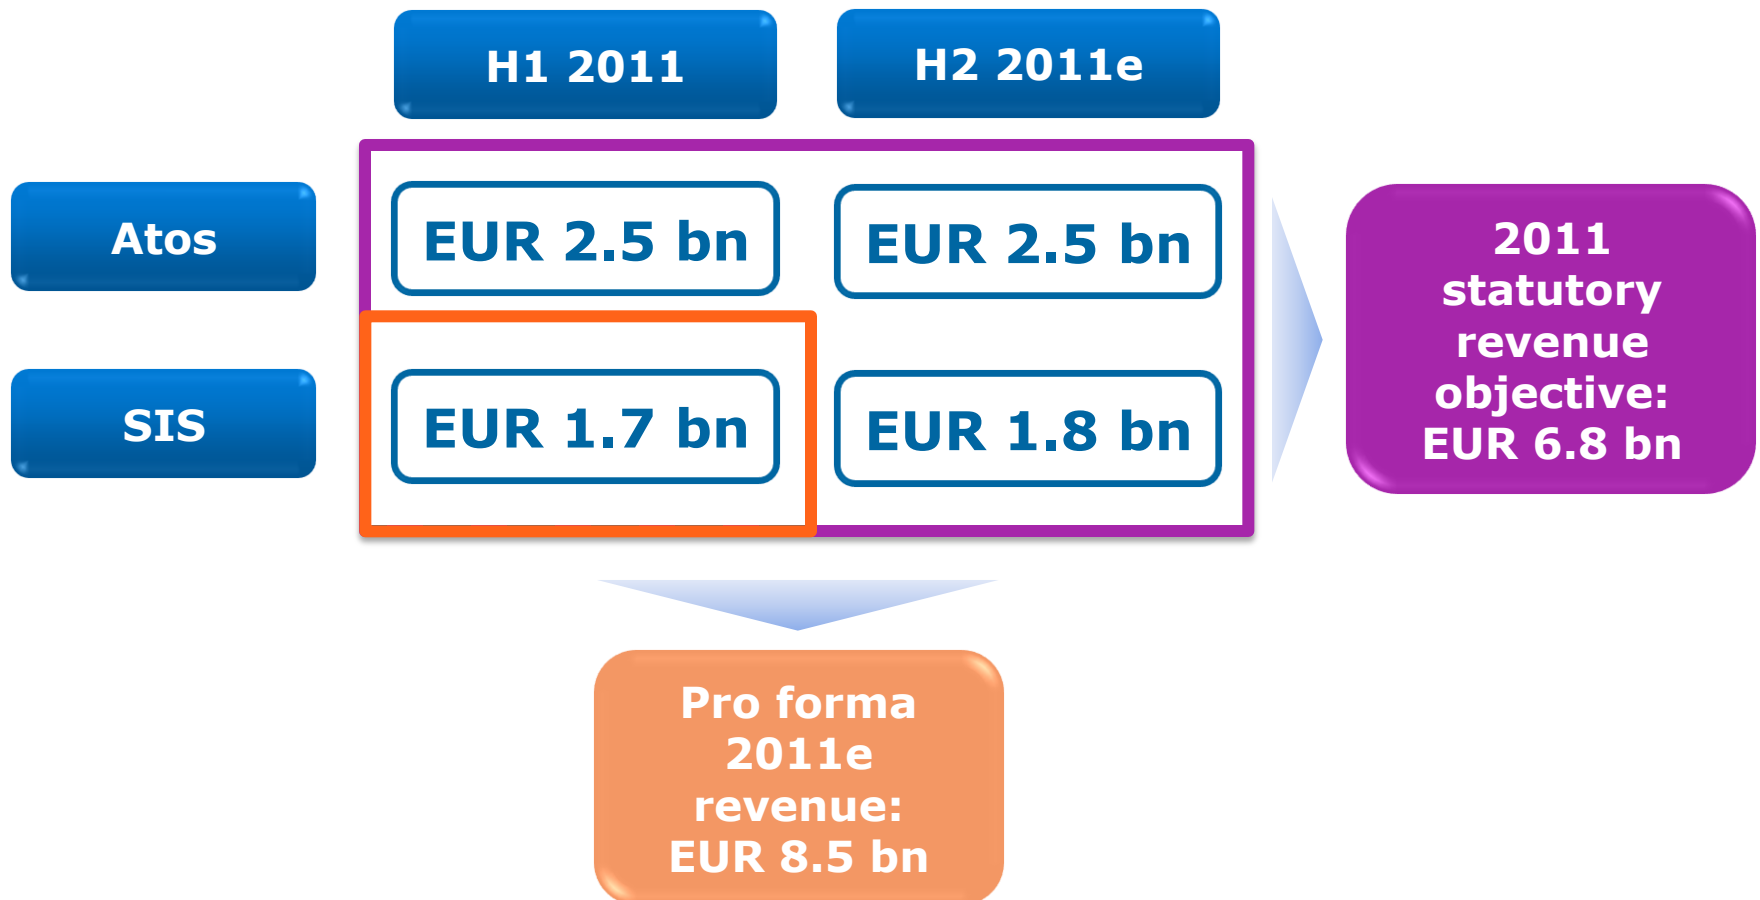 H1 2011
H2 2011e
Atos
EUR 2.5 bn
EUR 2.5 bn
SIS
EUR 1.7 bn
EUR 1.8 bn
2011
statutory
revenue
objective:
EUR 6.8 bn
Pro forma
2011e
revenue:
EUR 8.5 bn